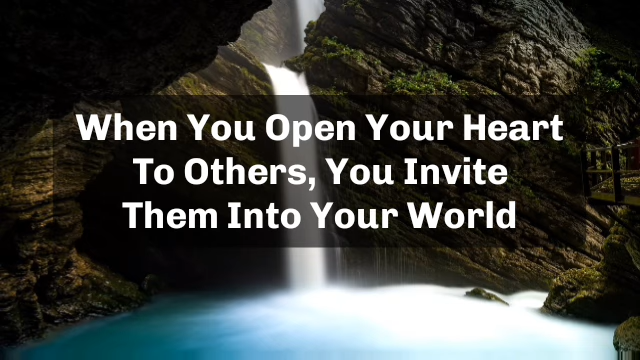 When You Open Your Heart
To Others, You Invite
Them Into Your World